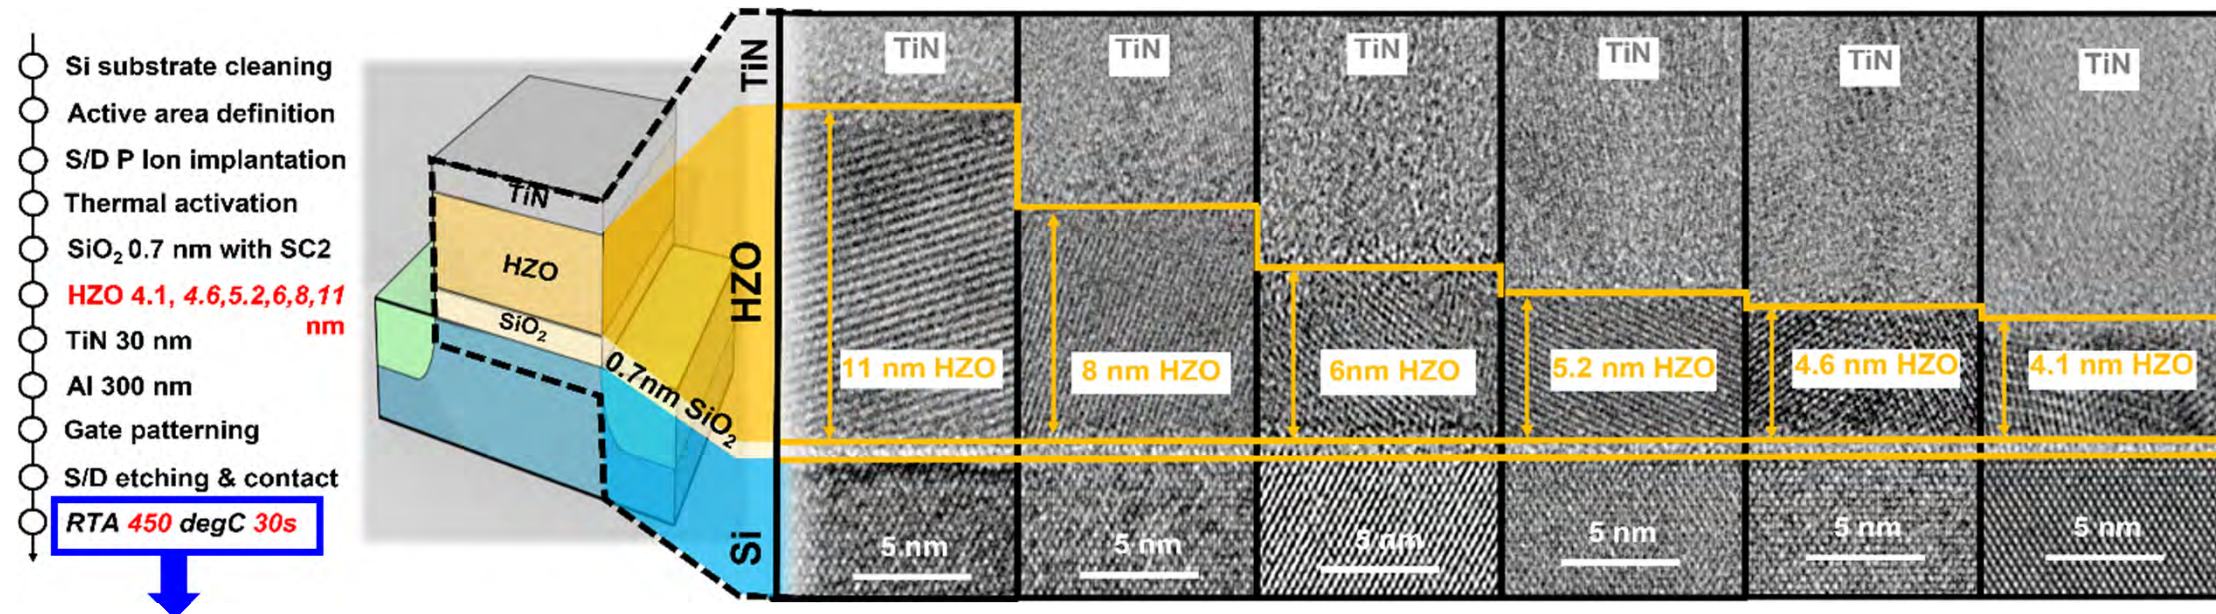 Si substrate cleaning
Active area definition
S/D P Ion implantation
Thermal activation
SiO₂ 0.7 nm with SC2
HZO 4.1, 4.6,5.2,6,8,11
nm
TiN 30 nm
Al 300 nm
Gate patterning
S/D etching & contact
RTA 450 degC 30s
TiN
HZO
SiO₂
0.7nm SiO₂
TiN
HZO
Si
TiN
TiN
TiN
TiN
TiN
TiN
11 nm HZO
8 nm HZO
6nm HZO
5.2 nm HZO
4.6 nm HZO
4.1 nm HZO
5 nm
5 nm
5 nm
5 nm
5 nm
5 nm